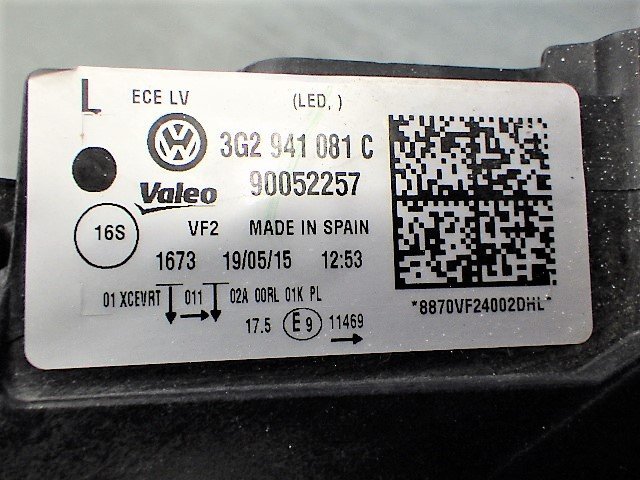 L ECE LV (LED, )
VW 3G2 941 081 C
Valeo 90052257
16S VF2 MADE IN SPAIN
1673 19/05/15 12:53
01 XCEVRT 011 02A 00RL 01K PL
17.5 E9 11469
*8870VF24002DHL*